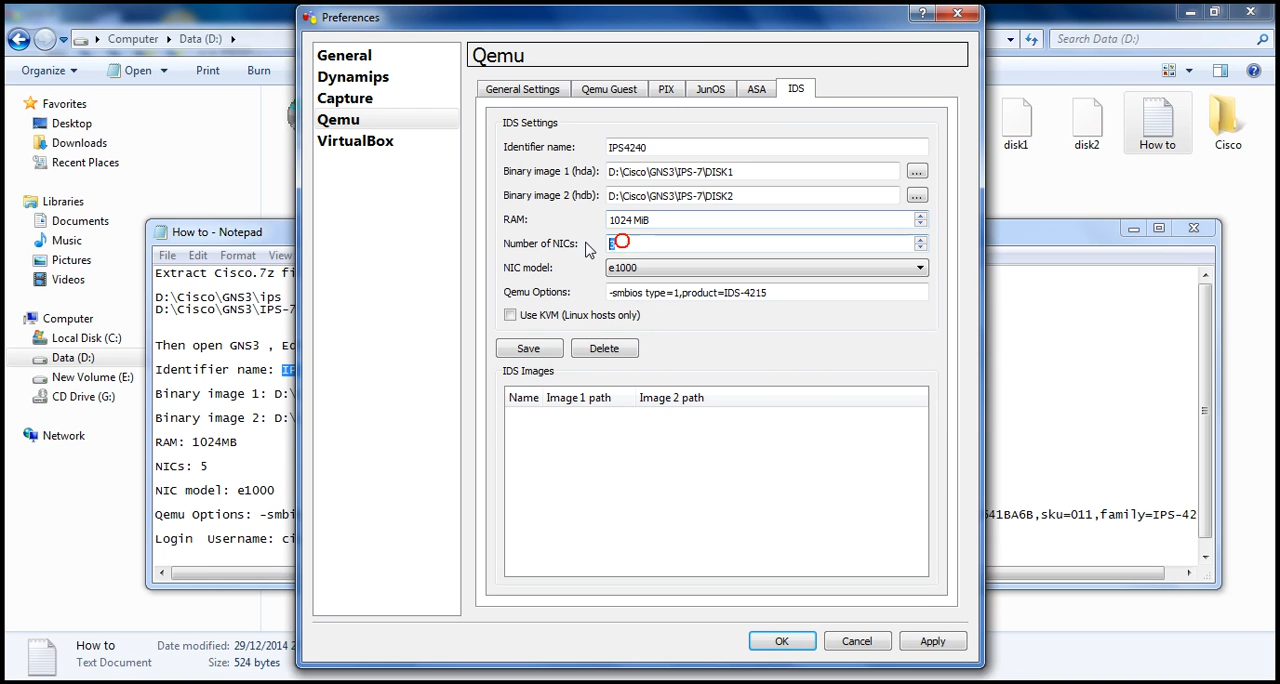 Preferences
?
General
Dynamips
Capture
Qemu
VirtualBox
Qemu
General Settings
Qemu Guest
PIX
JunOS
ASA
IDS
IDS Settings
Identifier name: IPS4240
Binary image 1 (hda): D:\Cisco\GNS3\IPS-7\DISK1
...
Binary image 2 (hdb): D:\Cisco\GNS3\IPS-7\DISK2
...
RAM: 1024 MiB
Number of NICs:
NIC model: e1000
Qemu Options: -smbios type=1,product=IDS-4215
Use KVM (Linux hosts only)
Save
Delete
IDS Images
Name Image 1 path Image 2 path
OK
Cancel
Apply
Computer
Data (D:)
Search Data (D:)
Organize
Open
Print
Burn
?
Favorites
Desktop
Downloads
Recent Places
Libraries
Documents
Music
Pictures
Videos
Computer
Local Disk (C:)
Data (D:)
New Volume (E:)
CD Drive (G:)
Network
disk1
disk2
How to
Cisco
How to - Notepad
File Edit Format View
Extract Cisco.7z fi
D:\Cisco\GNS3\ips
D:\Cisco\GNS3\IPS-7
Then open GNS3 , Ed
Identifier name: IP
Binary image 1: D:\
Binary image 2: D:\
RAM: 1024MB
NICs: 5
NIC model: e1000
Qemu Options: -smbi
41BA6B,sku=011,family=IPS-42
Login Username: ci
How to
Text Document
Date modified: 29/12/2014 2
Size: 524 bytes